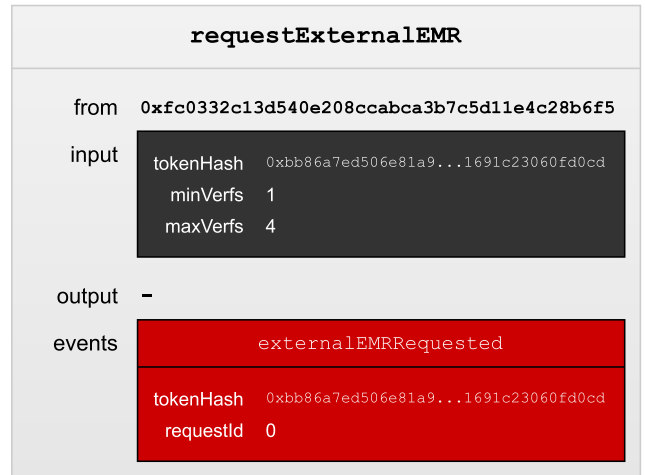 requestExternalEMR
from 0xfc0332c13d540e208ccabca3b7c5d11e4c28b6f5
input
tokenHash 0xbb86a7ed506e81a9...1691c23060fd0cd
minVerfs 1
maxVerfs 4
output –
events externalEMRRequested
tokenHash 0xbb86a7ed506e81a9...1691c23060fd0cd
requestId 0